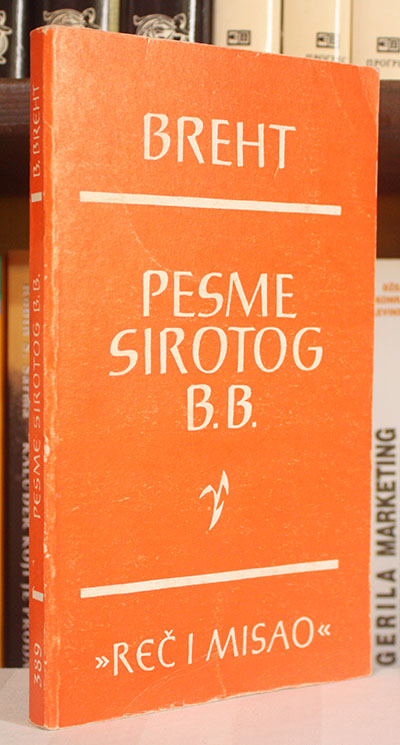 BREHT
PESME
SIROTOG
B.B.
»REČ I MISAO«
B. BREHT
PESME SIROTOG B.B.
389
GERILA MARKETING